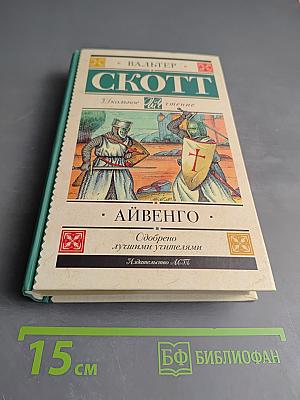 ВАЛЬТЕР
СКОТТ
Школьное чтение
АЙВЕНГО
Одобрено
лучшими учителями
Издательство АСТ
15 см
БФ БИБЛИОФАН